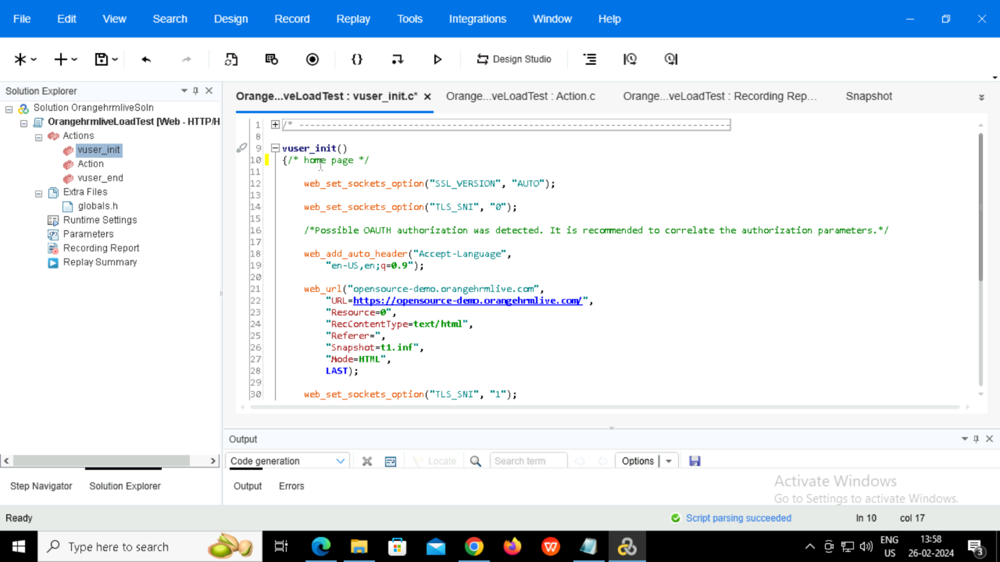 File Edit View Search Design Record Replay Tools Integrations Window Help
Design Studio
Solution Explorer
Solution OrangehrmliveSoln
OrangehrmliveLoadTest [Web - HTTP/H
Actions
vuser_init
Action
vuser_end
Extra Files
globals.h
Runtime Settings
Parameters
Recording Report
Replay Summary
Step Navigator Solution Explorer
Orange...veLoadTest : vuser_init.c* Orange...veLoadTest : Action.c Orange...veLoadTest : Recording Rep... Snapshot
1 /* -----------------------------------------------------------------------------
8
9 vuser_init()
10 {/* home page */
11
12 web_set_sockets_option("SSL_VERSION", "AUTO");
13
14 web_set_sockets_option("TLS_SNI", "0");
15
16 /*Possible OAUTH authorization was detected. It is recommended to correlate the authorization parameters.*/
17
18 web_add_auto_header("Accept-Language",
19 "en-US,en;q=0.9");
20
21 web_url("opensource-demo.orangehrmlive.com",
22 "URL=https://opensource-demo.orangehrmlive.com/",
23 "Resource=0",
24 "RecContentType=text/html",
25 "Referer=",
26 "Snapshot=t1.inf",
27 "Mode=HTML",
28 LAST);
29
30 web_set_sockets_option("TLS_SNI", "1");
Output
Code generation Locate Search term Options
Output Errors
Activate Windows
Go to Settings to activate Windows.
Ready Script parsing succeeded ln 10 col 17
Type here to search
ENG
US
13:58
26-02-2024
3